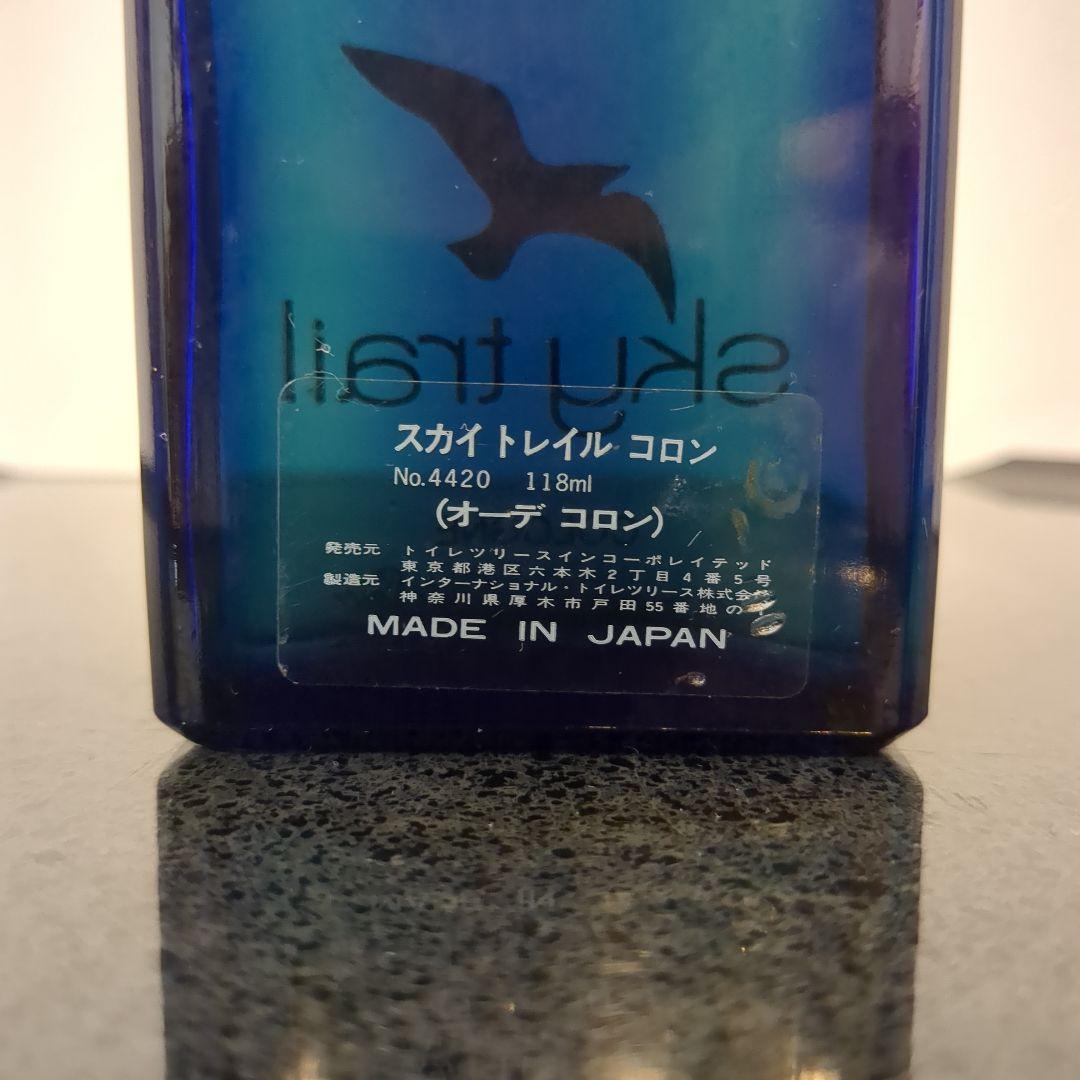 sky trail
スカイトレイル コロン
No.4420 118ml
(オーデ コロン)
発売元 トイレツリースインコーポレイテッド
東京都港区六本木2丁目4番5号
製造元 インターナショナル・トイレツリース株式会社
神奈川県厚木市戸田55番地の1
MADE IN JAPAN